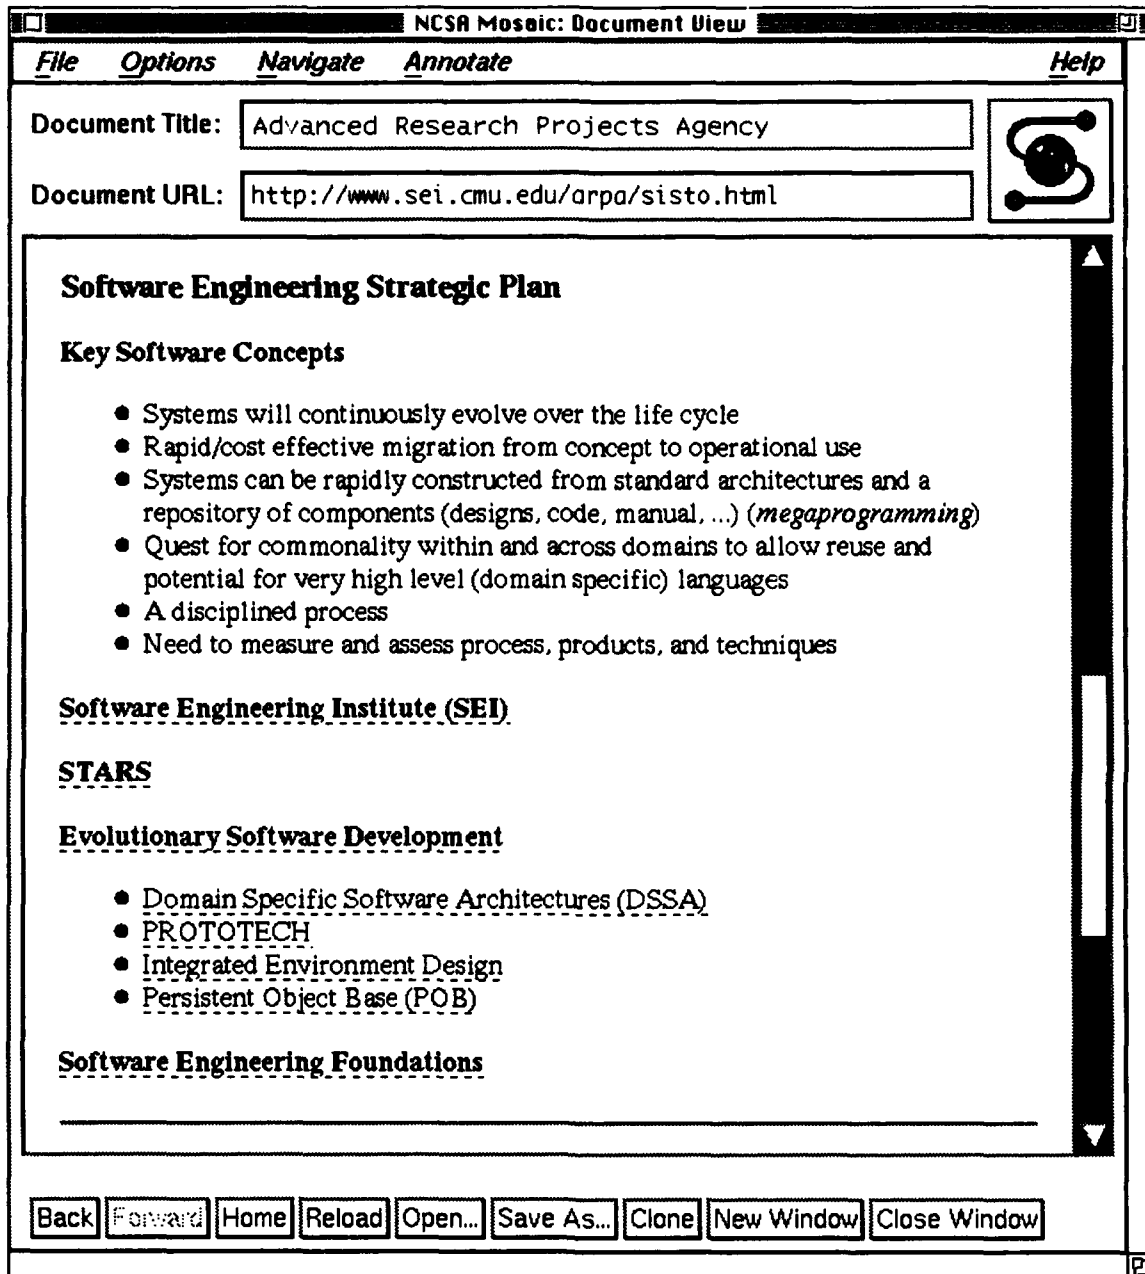 NCSA Mosaic: Document View
File Options Navigate Annotate Help
Document Title: Advanced Research Projects Agency
Document URL: http://www.sei.cmu.edu/arpa/sisto.html
Software Engineering Strategic Plan
Key Software Concepts
● Systems will continuously evolve over the life cycle
● Rapid/cost effective migration from concept to operational use
● Systems can be rapidly constructed from standard architectures and a
repository of components (designs, code, manual, ...) (megaprogramming)
● Quest for commonality within and across domains to allow reuse and
potential for very high level (domain specific) languages
● A disciplined process
● Need to measure and assess process, products, and techniques
Software Engineering Institute (SEI)
STARS
Evolutionary Software Development
● Domain Specific Software Architectures (DSSA)
● PROTOTECH
● Integrated Environment Design
● Persistent Object Base (POB)
Software Engineering Foundations
Back Forward Home Reload Open... Save As... Clone New Window Close Window